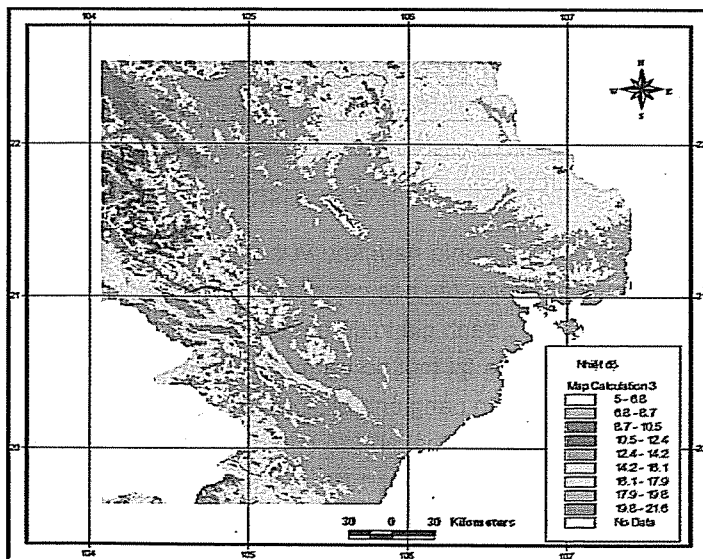 104 105 106 107
N
W E
S
22 22
21 21
Nhiệt độ
Map Calculation 3
5 - 6.8
6.8 - 8.7
8.7 - 10.5
10.5 - 12.4
12.4 - 14.2
14.2 - 16.1
16.1 - 17.9
17.9 - 19.8
19.8 - 21.6
No Data
30 0 30 Kilometers
104 105 106 107